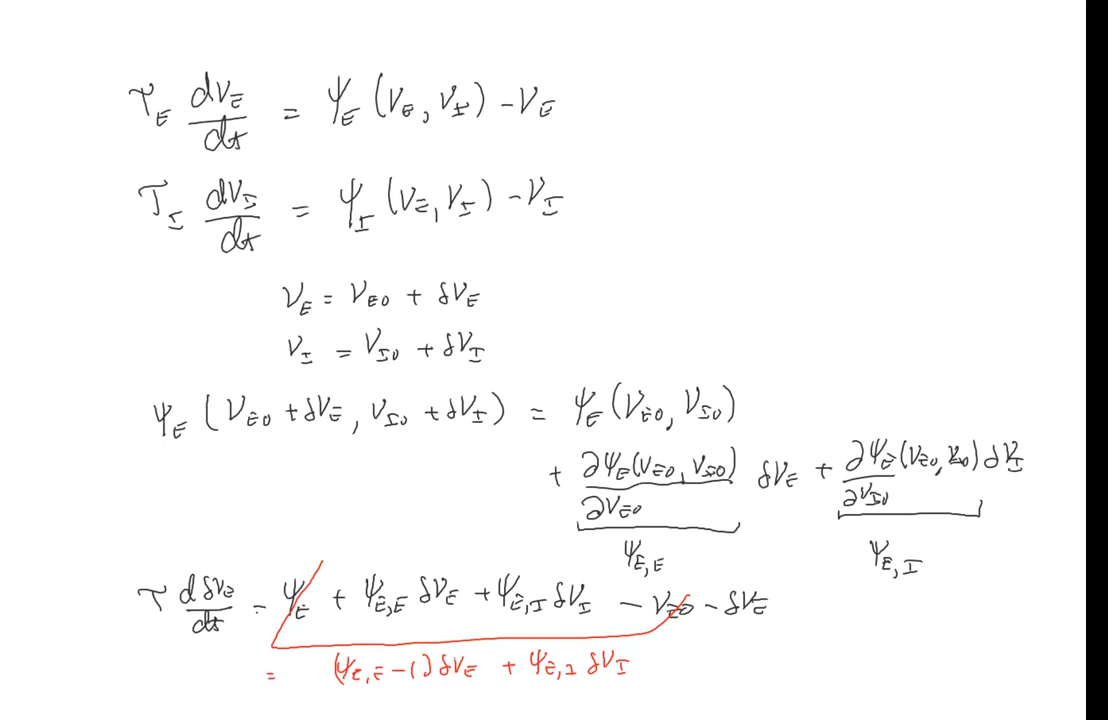 τ_E dν_E/dt = ψ_E (ν_E, ν_I) - ν_E
τ_I dν_I/dt = ψ_I (ν_E, ν_I) - ν_I
ν_E = ν_E0 + δν_E
ν_I = ν_I0 + δν_I
ψ_E (ν_E0 + δν_E, ν_I0 + δν_I) = ψ_E (ν_E0, ν_I0)
+ ∂ψ_E(ν_E0, ν_I0)/∂ν_E0 δν_E + ∂ψ_E(ν_E0, ν_I0)/∂ν_I0 δν_I
ψ_E,E ψ_E,I
τ dδν_E/dt = ψ_E + ψ_E,E δν_E + ψ_E,I δν_I - ν_E0 - δν_E
= (ψ_E,E - 1) δν_E + ψ_E,I δν_I